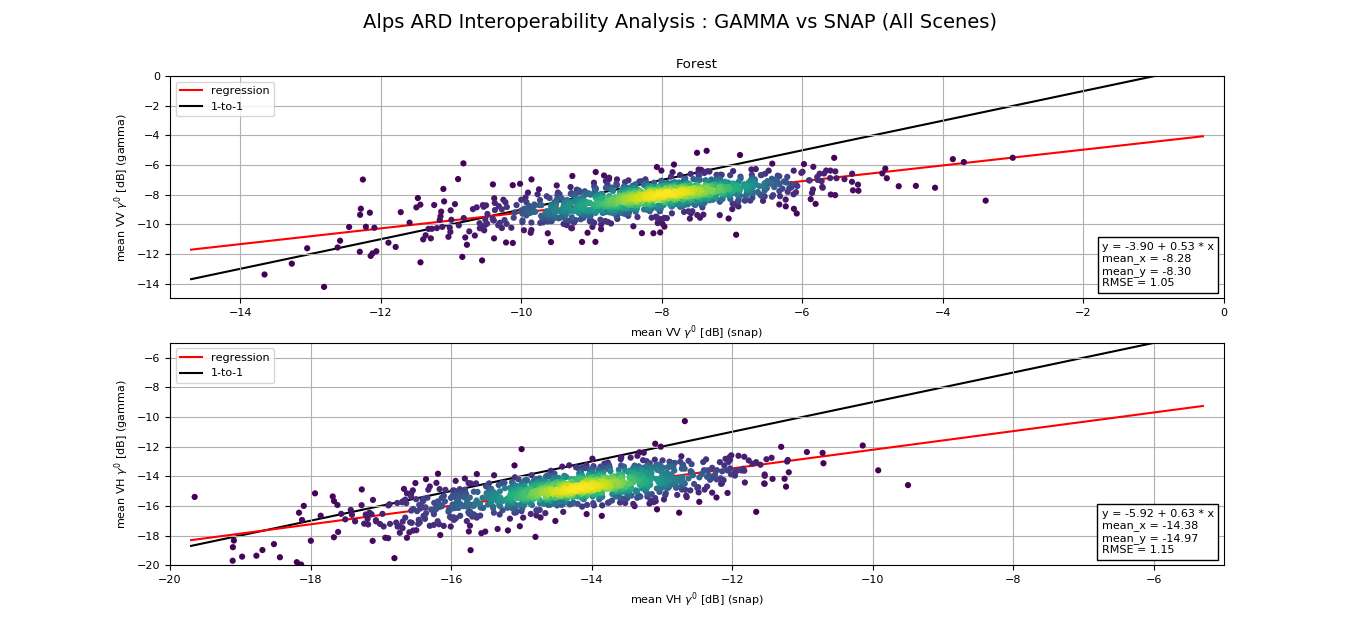 Alps ARD Interoperability Analysis : GAMMA vs SNAP (All Scenes)
Forest
0
−2
−4
−6
−8
−10
−12
−14
mean VV γ⁰ [dB] (gamma)
regression
1-to-1
y = -3.90 + 0.53 * x
mean_x = -8.28
mean_y = -8.30
RMSE = 1.05
−14 −12 −10 −8 −6 −4 −2 0
mean VV γ⁰ [dB] (snap)
−6
−8
−10
−12
−14
−16
−18
−20
mean VH γ⁰ [dB] (gamma)
regression
1-to-1
y = -5.92 + 0.63 * x
mean_x = -14.38
mean_y = -14.97
RMSE = 1.15
−20 −18 −16 −14 −12 −10 −8 −6
mean VH γ⁰ [dB] (snap)